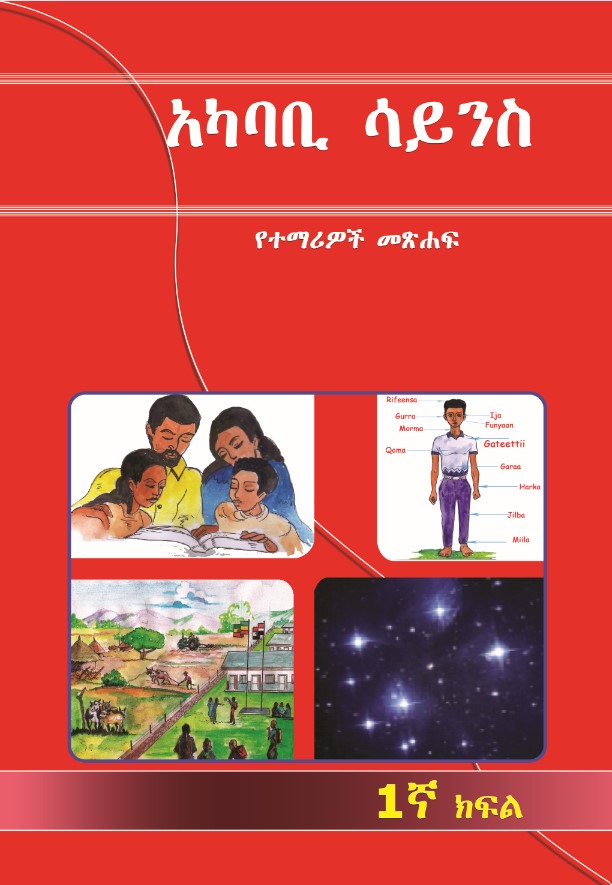 አካባቢ ሳይንስ
የተማሪዎች መጽሐፍ
Rifeensa
Gurra
Ija
Funyaan
Morma
Gateettii
Qoma
Garaa
Harka
Jilba
Miila
1ኛ ክፍል